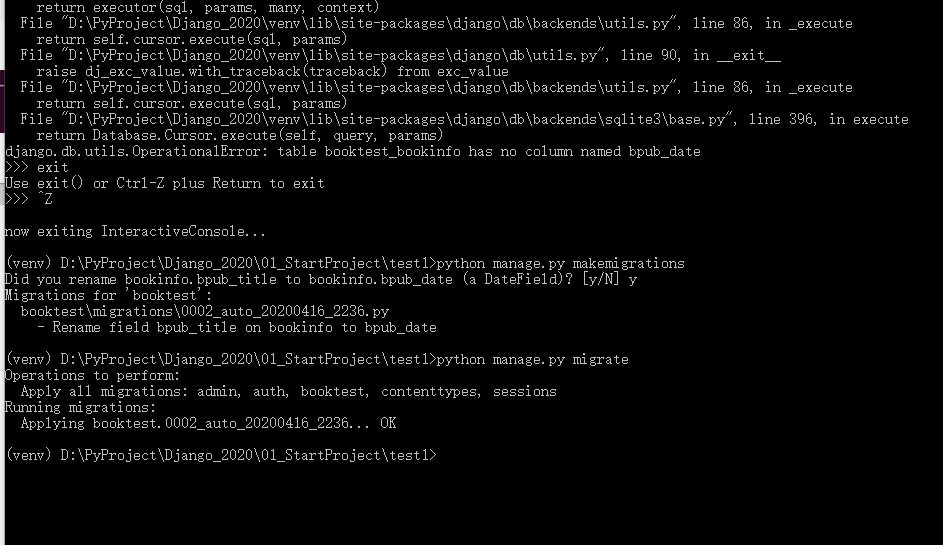 return executor(sql, params, many, context)
  File "D:\PyProject\Django_2020\venv\lib\site-packages\django\db\backends\utils.py", line 86, in _execute
    return self.cursor.execute(sql, params)
  File "D:\PyProject\Django_2020\venv\lib\site-packages\django\db\utils.py", line 90, in __exit__
    raise dj_exc_value.with_traceback(traceback) from exc_value
  File "D:\PyProject\Django_2020\venv\lib\site-packages\django\db\backends\utils.py", line 86, in _execute
    return self.cursor.execute(sql, params)
  File "D:\PyProject\Django_2020\venv\lib\site-packages\django\db\backends\sqlite3\base.py", line 396, in execute
    return Database.Cursor.execute(self, query, params)
django.db.utils.OperationalError: table booktest_bookinfo has no column named bpub_date
>>> exit
Use exit() or Ctrl-Z plus Return to exit
>>> ^Z
now exiting InteractiveConsole...
(venv) D:\PyProject\Django_2020\01_StartProject\test1>python manage.py makemigrations
Did you rename bookinfo.bpub_title to bookinfo.bpub_date (a DateField)? [y/N] y
Migrations for 'booktest':
  booktest\migrations\0002_auto_20200416_2236.py
    - Rename field bpub_title on bookinfo to bpub_date
(venv) D:\PyProject\Django_2020\01_StartProject\test1>python manage.py migrate
Operations to perform:
  Apply all migrations: admin, auth, booktest, contenttypes, sessions
Running migrations:
  Applying booktest.0002_auto_20200416_2236... OK
(venv) D:\PyProject\Django_2020\01_StartProject\test1>